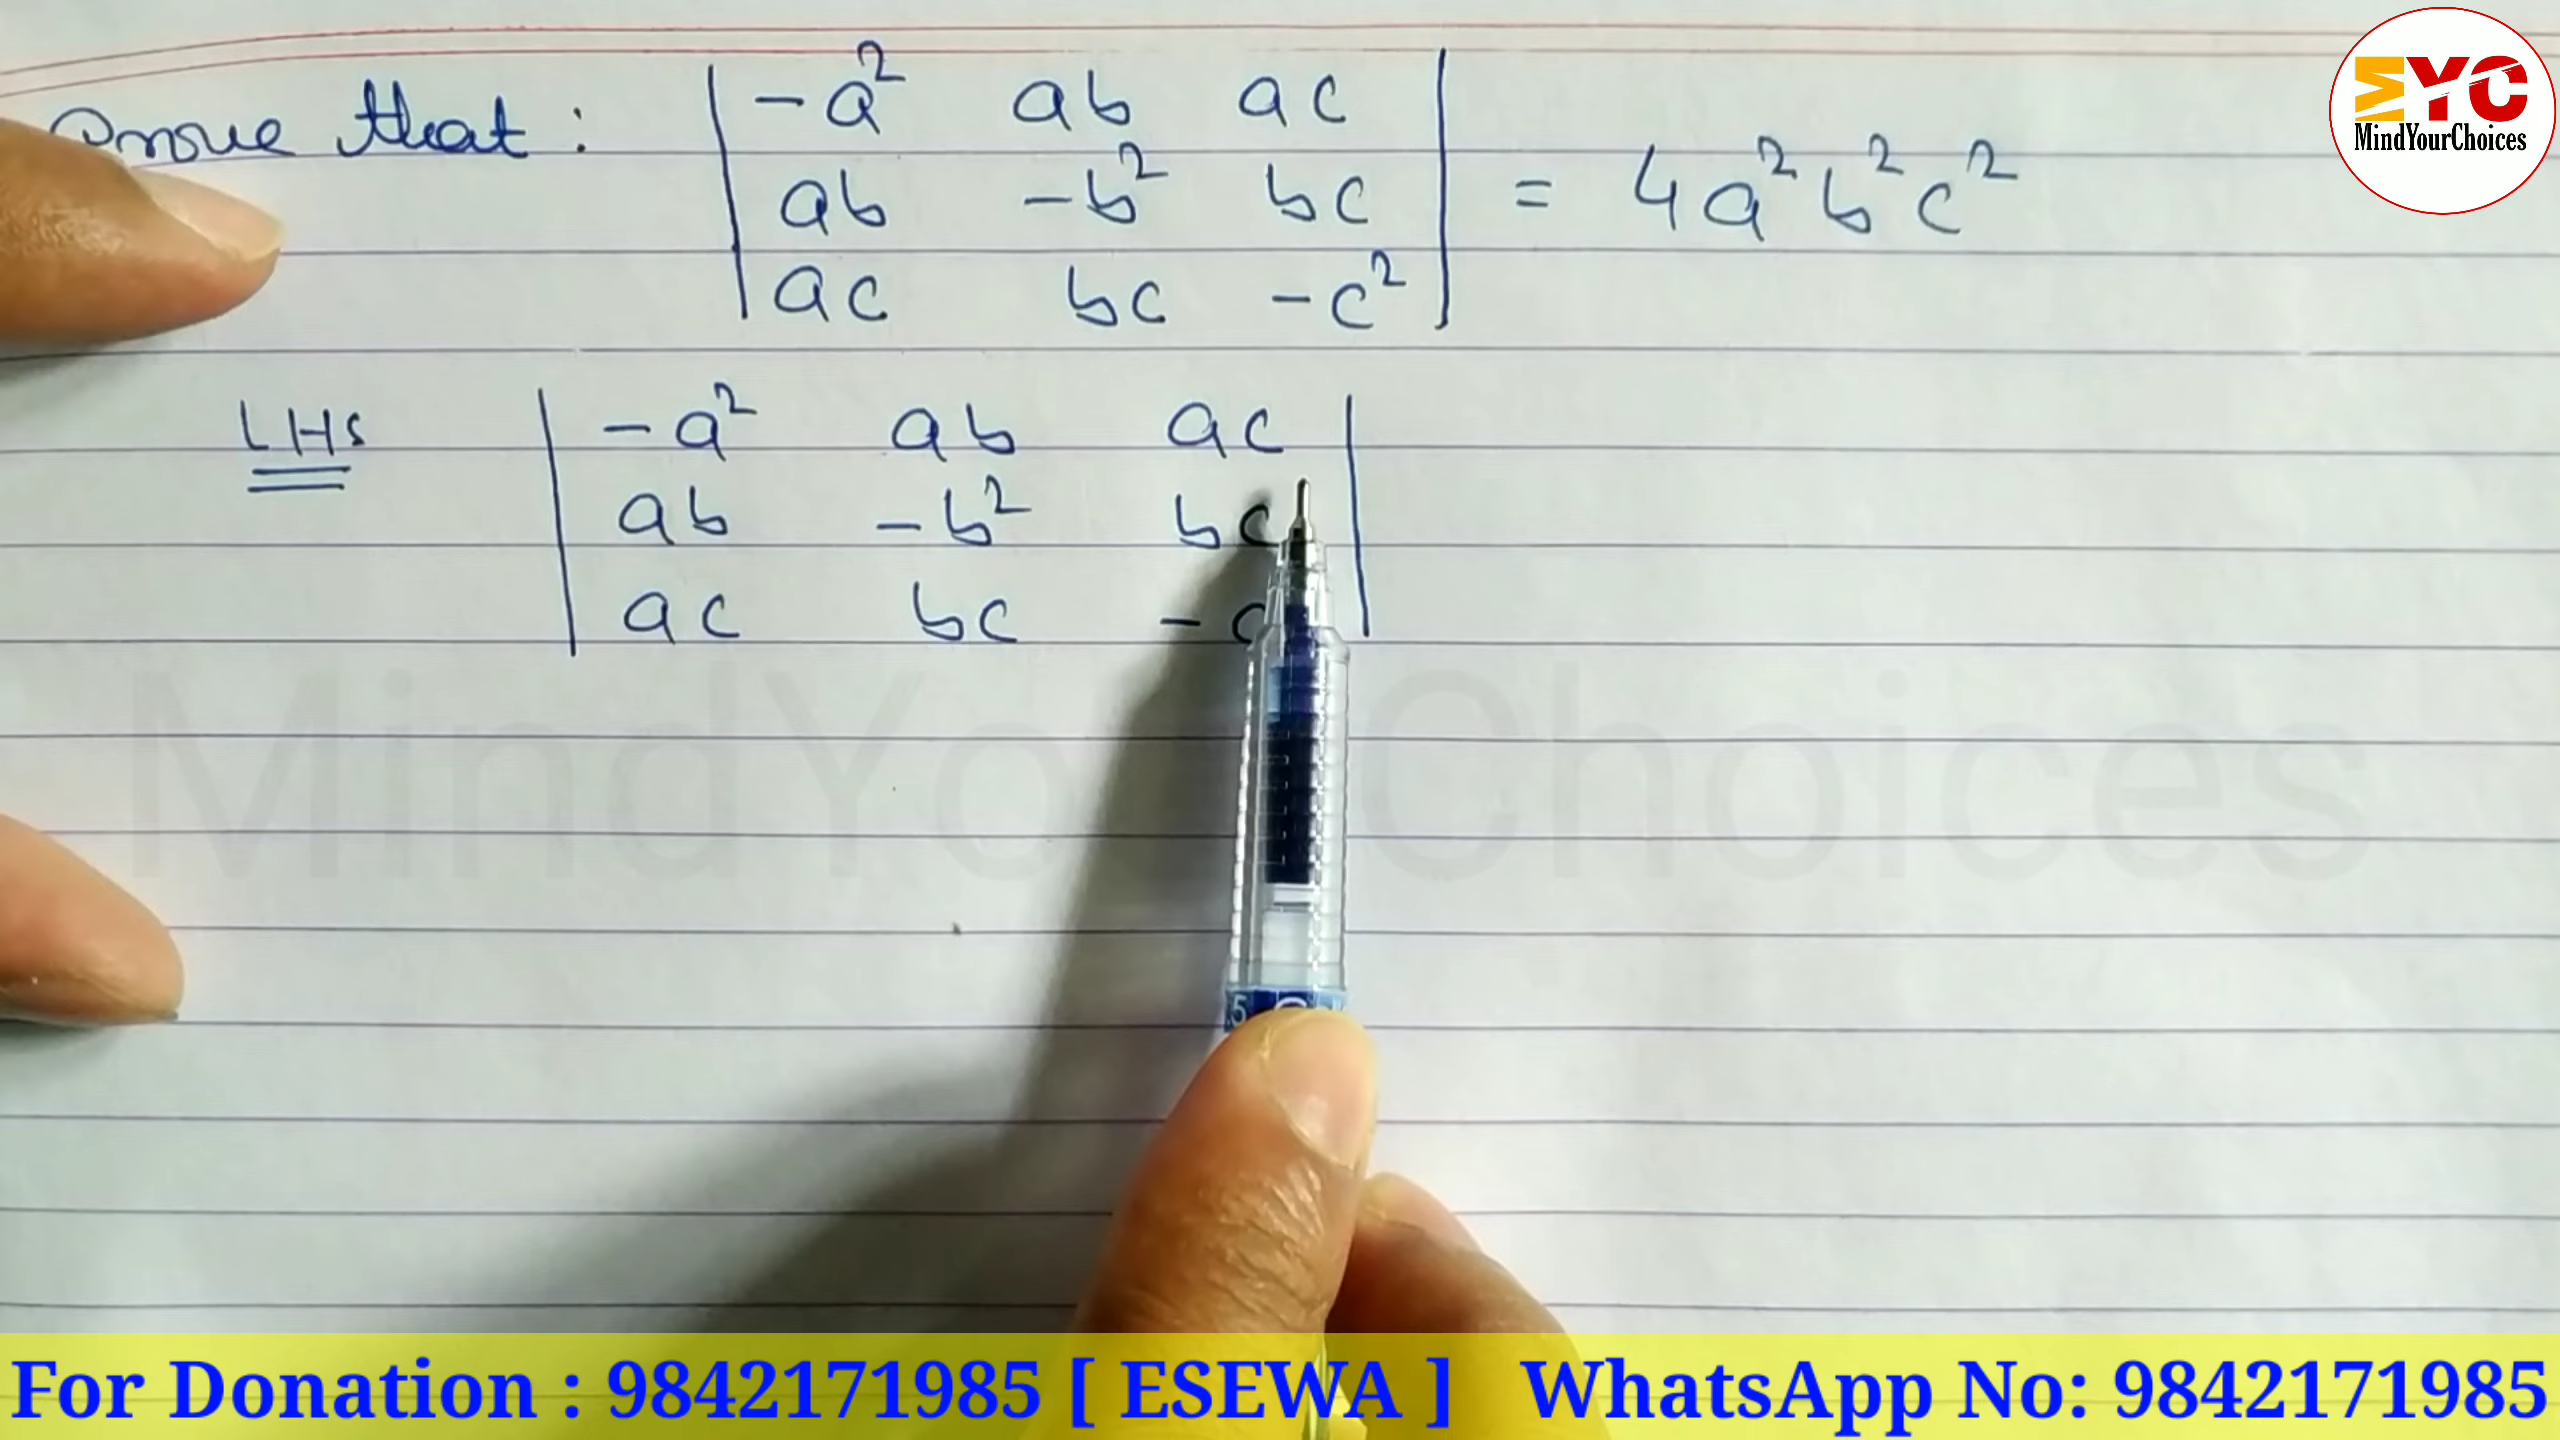 MYC
MindYourChoices
Prove that : | -a² ab ac |
| ab -b² bc | = 4a²b²c²
| ac bc -c² |
LHS | -a² ab ac |
| ab -b² bc |
| ac bc -c |
MindYourChoices
.5
For Donation : 9842171985 [ ESEWA ] WhatsApp No: 9842171985